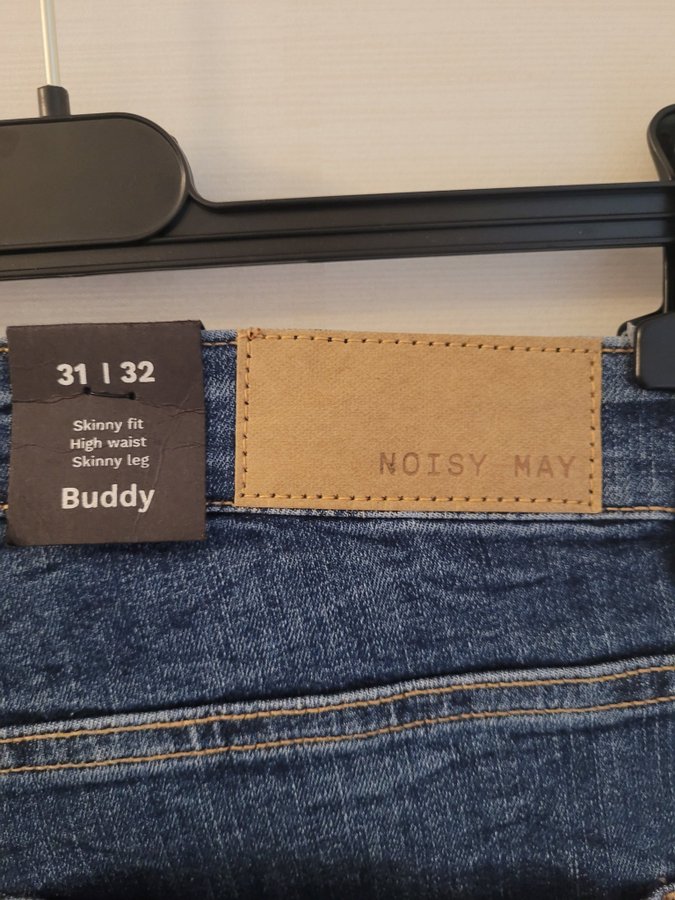 31 | 32
Skinny fit
High waist
Skinny leg
Buddy
NOISY MAY